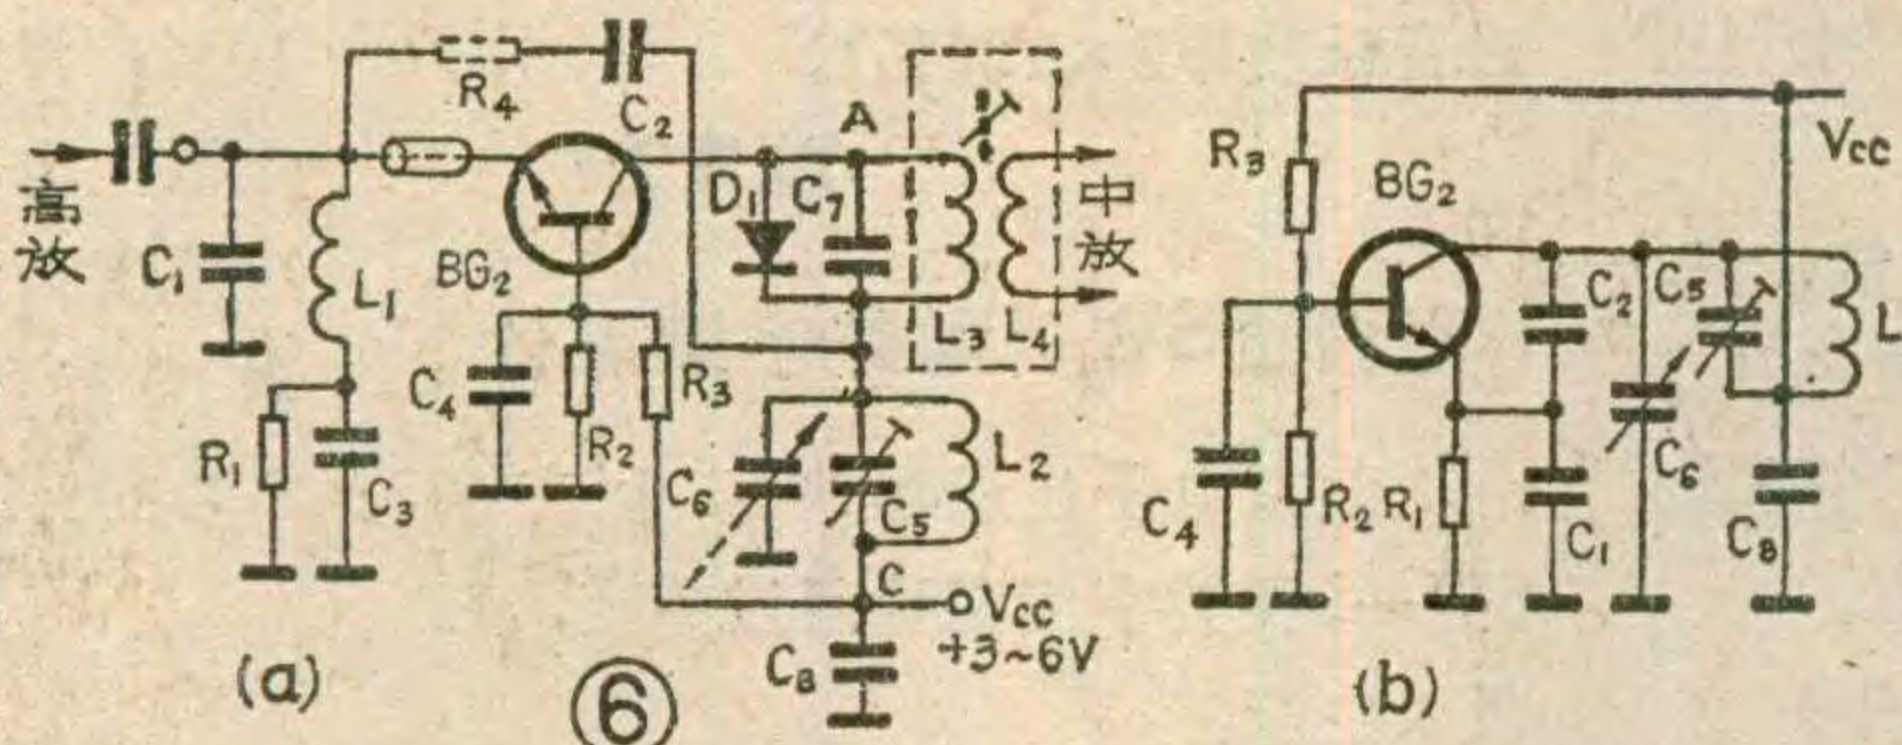 高放
C₁
L₁
R₁
C₃
R₄
C₂
BG₂
C₄
R₂
R₃
D₁
C₇
A
L₃
L₄
中放
C₆
C₅
L₂
C
Vcc
+3~6V
C₈
(a)
⑥
R₃
BG₂
Vcc
C₂
C₅
L
C₄
R₂
R₁
C₁
C₆
C₈
(b)